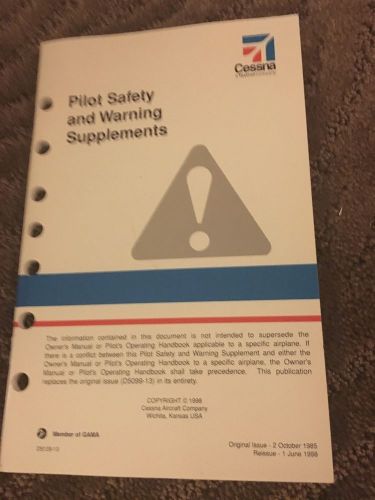 Cessna
A Textron Company
Pilot Safety
and Warning
Supplements
The information contained in this document is not intended to supersede the
Owner's Manual or Pilot's Operating Handbook applicable to a specific airplane. If
there is a conflict between this Pilot Safety and Warning Supplement and either the
Owner's Manual or Pilot's Operating Handbook to a specific airplane, the Owner's
Manual or Pilot's Operating Handbook shall take precedence. This publication
replaces the original issue (D5099-13) in its entirety.
COPYRIGHT © 1998
Cessna Aircraft Company
Wichita, Kansas USA
Member of GAMA
Original Issue - 2 October 1985
Reissue - 1 June 1998